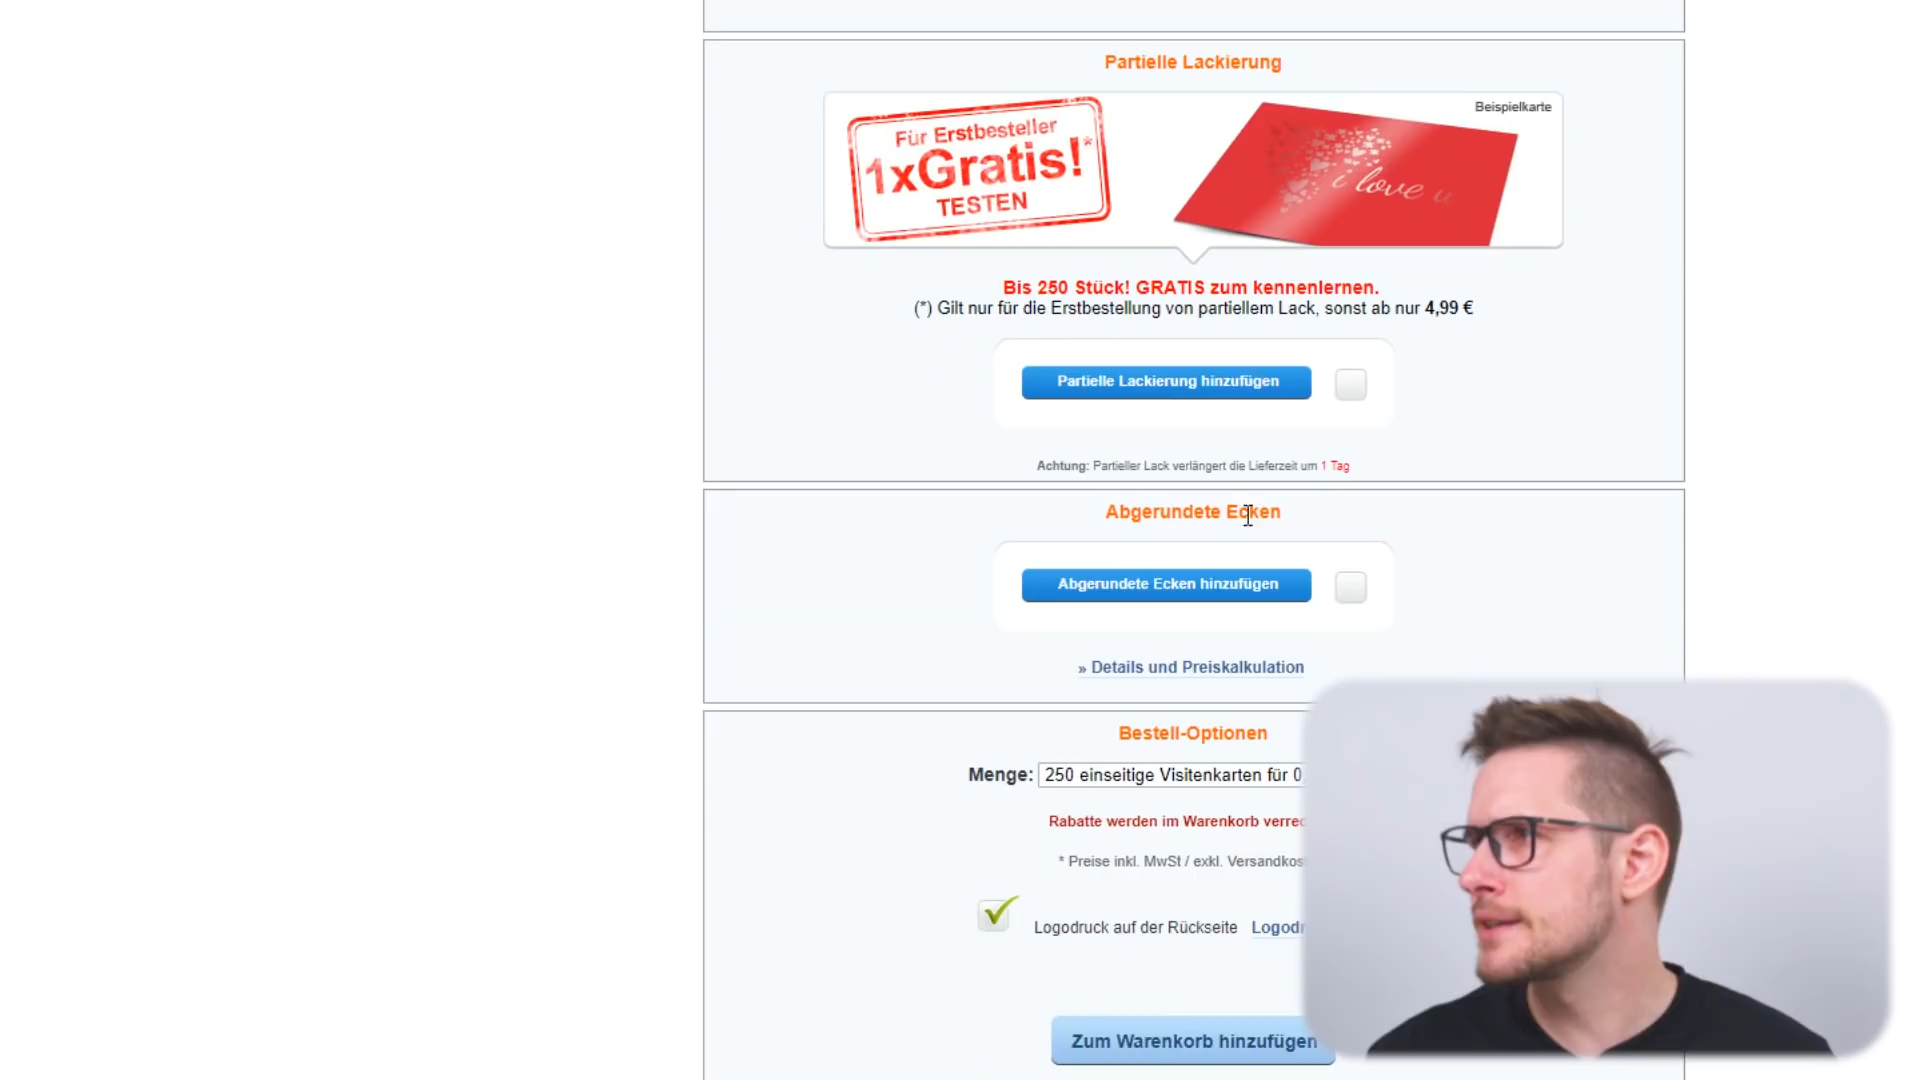 Partielle Lackierung
Beispielkarte
Für Erstbesteller
1xGratis!*
TESTEN
i love u
Bis 250 Stück! GRATIS zum kennenlernen.
(*) Gilt nur für die Erstbestellung von partiellem Lack, sonst ab nur 4,99 €
Partielle Lackierung hinzufügen
Achtung: Partieller Lack verlängert die Lieferzeit um 1 Tag
Abgerundete Ecken
Abgerundete Ecken hinzufügen
» Details und Preiskalkulation
Bestell-Optionen
Menge: 250 einseitige Visitenkarten für 0
Rabatte werden im Warenkorb
* Preise inkl. MwSt / exkl.
Logodruck auf der Rückseite
Zum Warenkorb hinzufügen